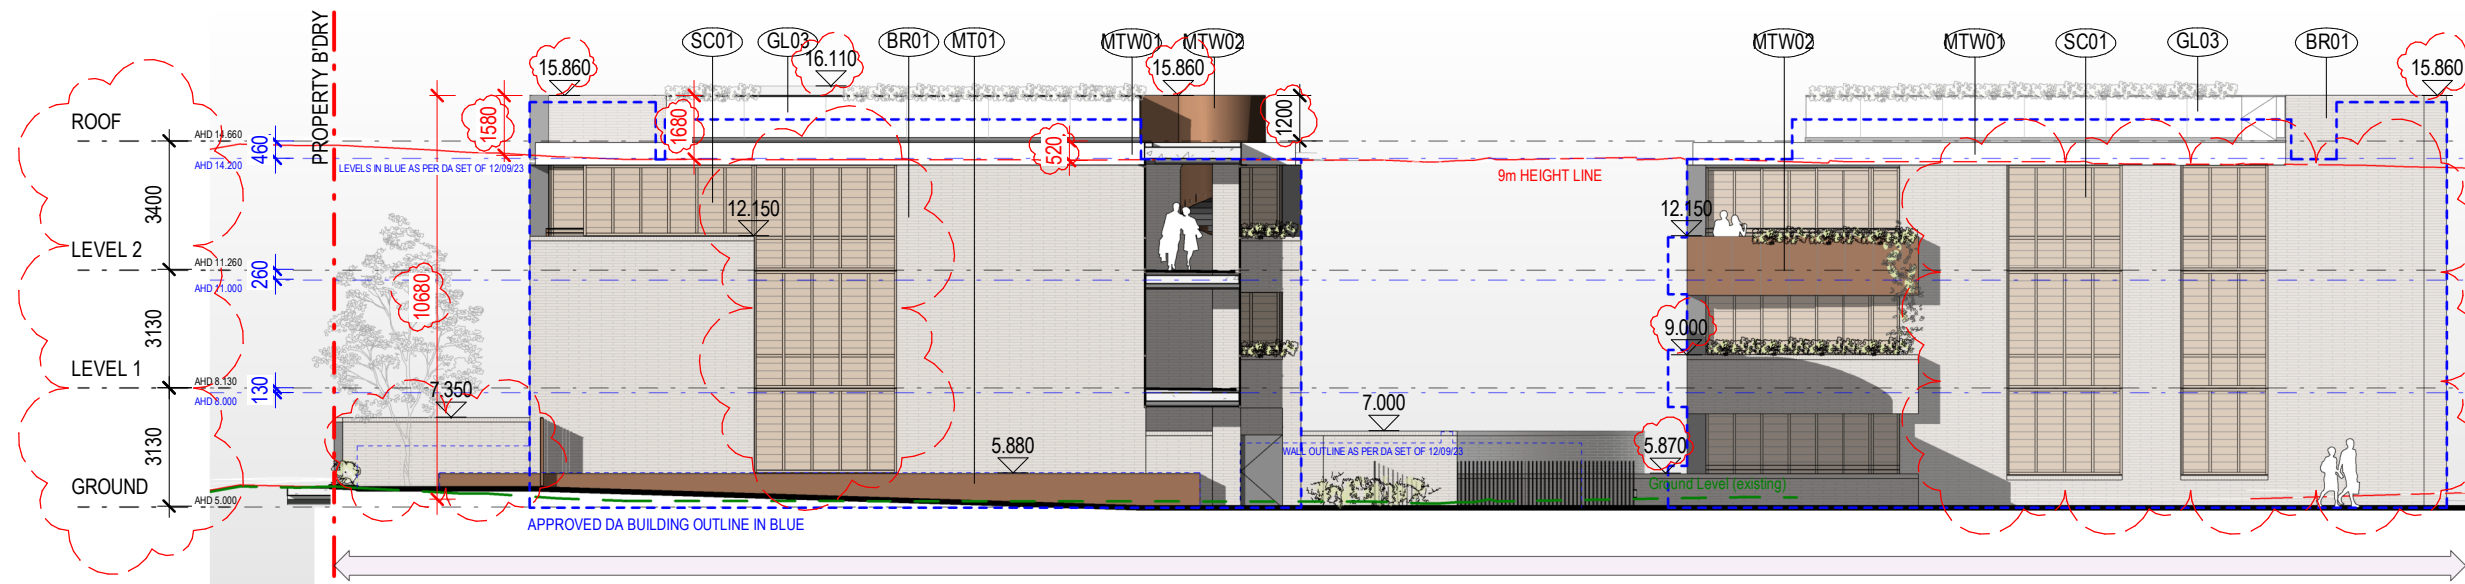 PROPERTY B'DRY
SC01
GL03
BR01
MT01
MTW01
MTW02
MTW02
MTW01
SC01
GL03
BR01
15.860
16.110
15.860
15.860
ROOF
AHD 14.660
460
AHD 14.200
1580
1680
520
1200
LEVELS IN BLUE AS PER DA SET OF 12/09/23
9m HEIGHT LINE
3400
12.150
12.150
LEVEL 2
AHD 11.260
260
AHD 11.000
10680
3130
9.000
LEVEL 1
AHD 8.130
130
AHD 8.000
7.350
7.000
3130
5.880
WALL OUTLINE AS PER DA SET OF 12/09/23
5.870
GROUND
AHD 5.000
Ground Level (existing)
APPROVED DA BUILDING OUTLINE IN BLUE